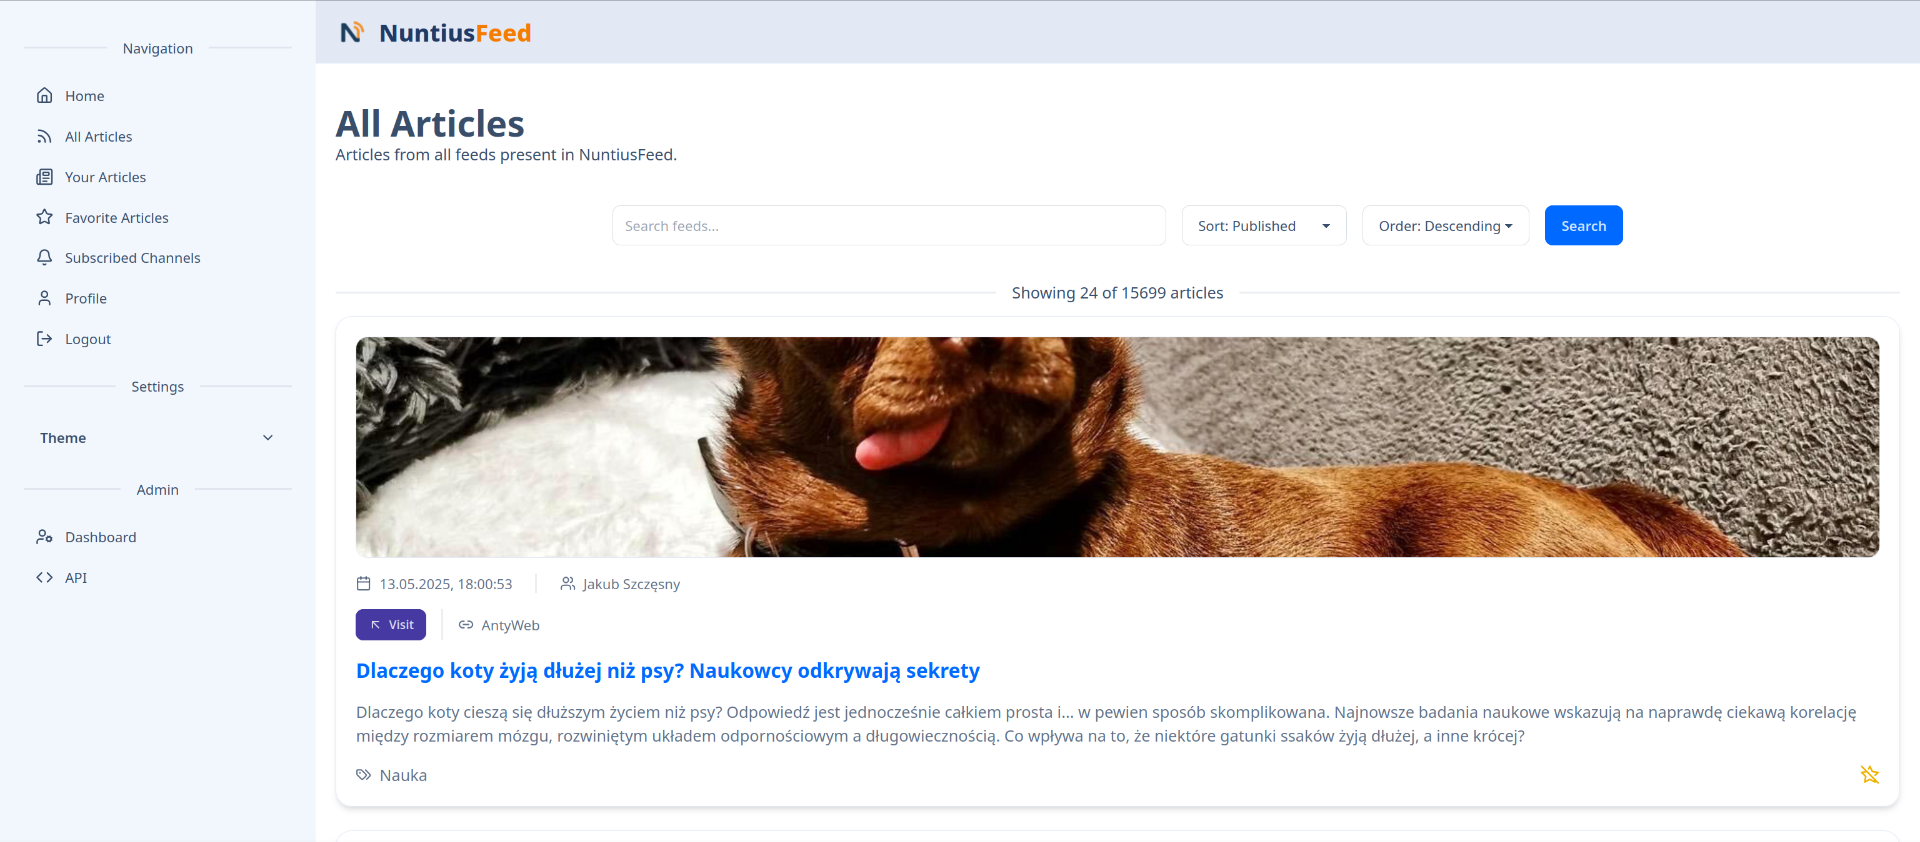 Navigation
Home
All Articles
Your Articles
Favorite Articles
Subscribed Channels
Profile
Logout
Settings
Theme
Admin
Dashboard
API
NuntiusFeed
All Articles
Articles from all feeds present in NuntiusFeed.
Search feeds...
Sort: Published
Order: Descending
Search
Showing 24 of 15699 articles
13.05.2025, 18:00:53
Jakub Szczęsny
Visit
AntyWeb
Dlaczego koty żyją dłużej niż psy? Naukowcy odkrywają sekrety
Dlaczego koty cieszą się dłuższym życiem niż psy? Odpowiedź jest jednocześnie całkiem prosta i... w pewien sposób skomplikowana. Najnowsze badania naukowe wskazują na naprawdę ciekawą korelację
między rozmiarem mózgu, rozwiniętym układem odpornościowym a długowiecznością. Co wpływa na to, że niektóre gatunki ssaków żyją dłużej, a inne krócej?
Nauka